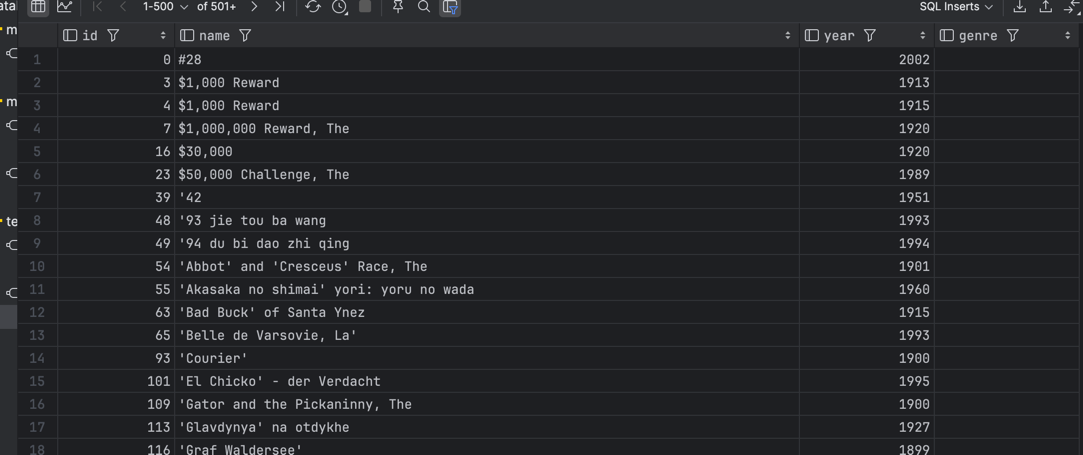 atal 1-500 of 501+ SQL Inserts
id name year genre
1 0 #28 2002
2 3 $1,000 Reward 1913
3 4 $1,000 Reward 1915
4 7 $1,000,000 Reward, The 1920
5 16 $30,000 1920
6 23 $50,000 Challenge, The 1989
7 39 '42 1951
8 48 '93 jie tou ba wang 1993
9 49 '94 du bi dao zhi qing 1994
10 54 'Abbot' and 'Cresceus' Race, The 1901
11 55 'Akasaka no shimai' yori: yoru no wada 1960
12 63 'Bad Buck' of Santa Ynez 1915
13 65 'Belle de Varsovie, La' 1993
14 93 'Courier' 1900
15 101 'El Chicko' - der Verdacht 1995
16 109 'Gator and the Pickaninny, The 1900
17 113 'Glavdynya' na otdykhe 1927
18 116 'Graf Waldersee' 1899
m
m
te